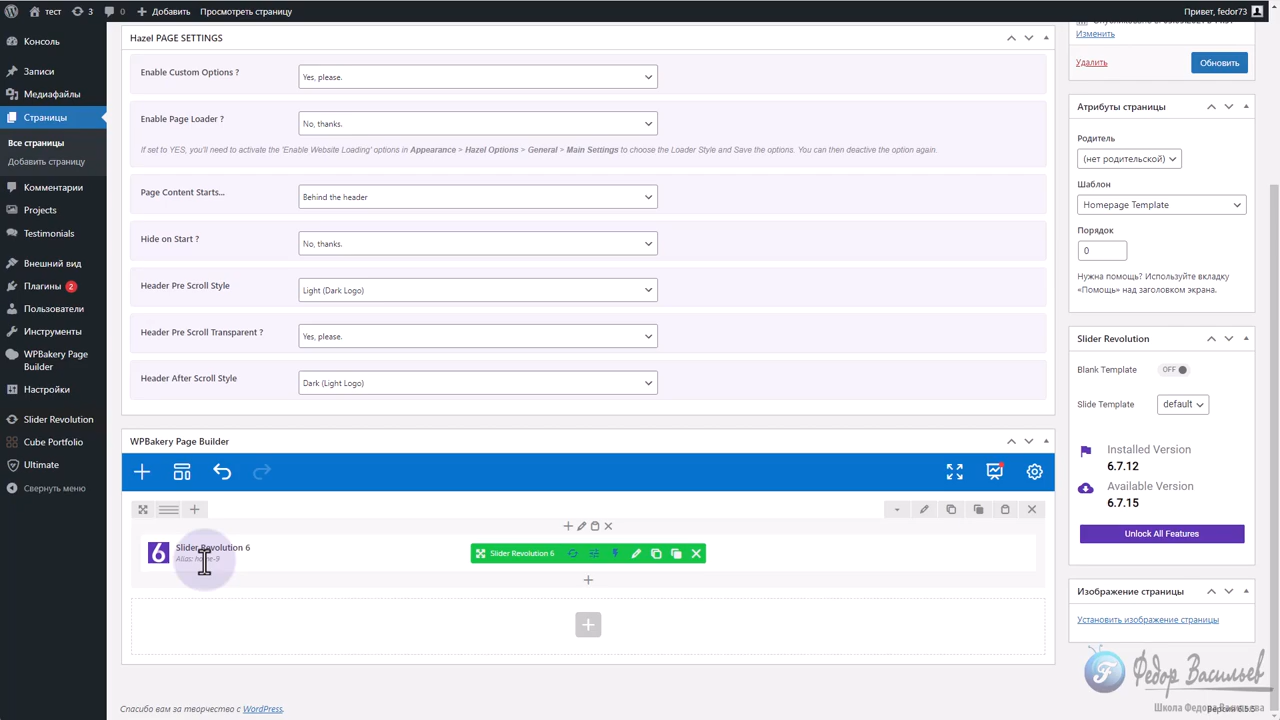 тест
3
0
Добавить
Просмотреть страницу
Привет, fedor73
Консоль
Записи
Медиафайлы
Страницы
Все страницы
Добавить страницу
Комментарии
Projects
Testimonials
Внешний вид
Плагины 2
Пользователи
Инструменты
WPBakery Page
Builder
Настройки
Slider Revolution
Cube Portfolio
Ultimate
Свернуть меню
Hazel PAGE SETTINGS
Enable Custom Options ?
Yes, please.
Enable Page Loader ?
No, thanks.
If set to YES, you'll need to activate the 'Enable Website Loading' options in Appearance > Hazel Options > General > Main Settings to choose the Loader Style and Save the options. You can then deactive the option again.
Page Content Starts...
Behind the header
Hide on Start ?
No, thanks.
Header Pre Scroll Style
Light (Dark Logo)
Header Pre Scroll Transparent ?
Yes, please.
Header After Scroll Style
Dark (Light Logo)
WPBakery Page Builder
6
Slider Revolution 6
Alias: home-9
Slider Revolution 6
Спасибо вам за творчество с WordPress.
Изменить
Удалить
Обновить
Атрибуты страницы
Родитель
(нет родительской)
Шаблон
Homepage Template
Порядок
0
Нужна помощь? Используйте вкладку
«Помощь» над заголовком экрана.
Slider Revolution
Blank Template
OFF
Slide Template
default
Installed Version
6.7.12
Available Version
6.7.15
Unlock All Features
Изображение страницы
Установить изображение страницы
Федор Васильев
Школа Федора Васильева